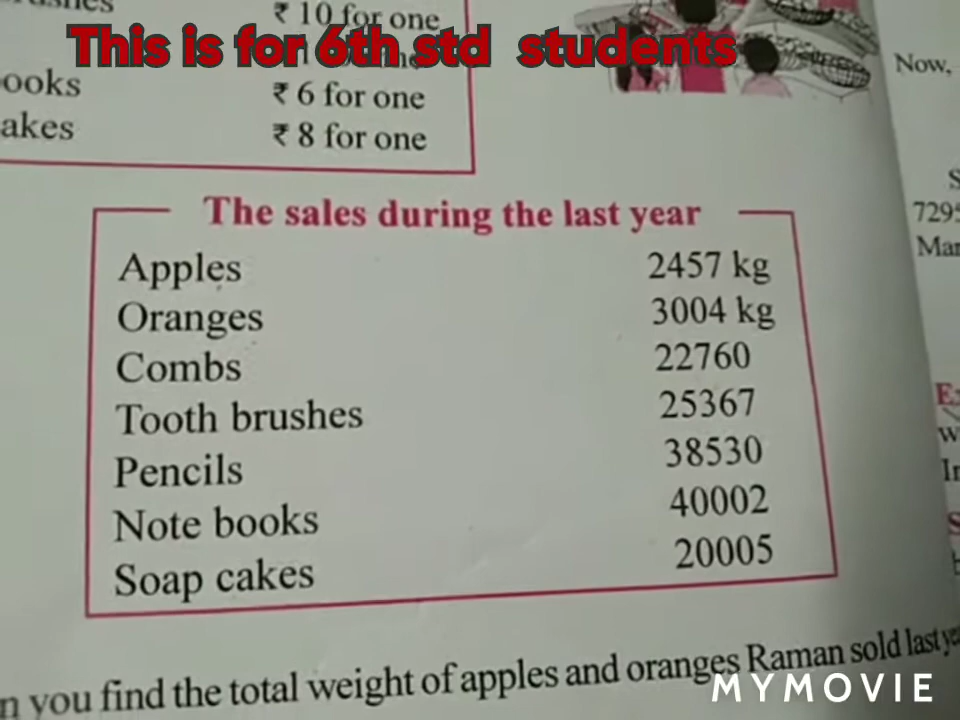 ₹ 10 for one
This is for 6th std students
ooks ₹ 6 for one
akes ₹ 8 for one
Now,
The sales during the last year
7295
Apples 2457 kg
Oranges 3004 kg
Combs 22760
Tooth brushes 25367
Pencils 38530
Note books 40002
Soap cakes 20005
n you find the total weight of apples and oranges Raman sold last
MYMOVIE